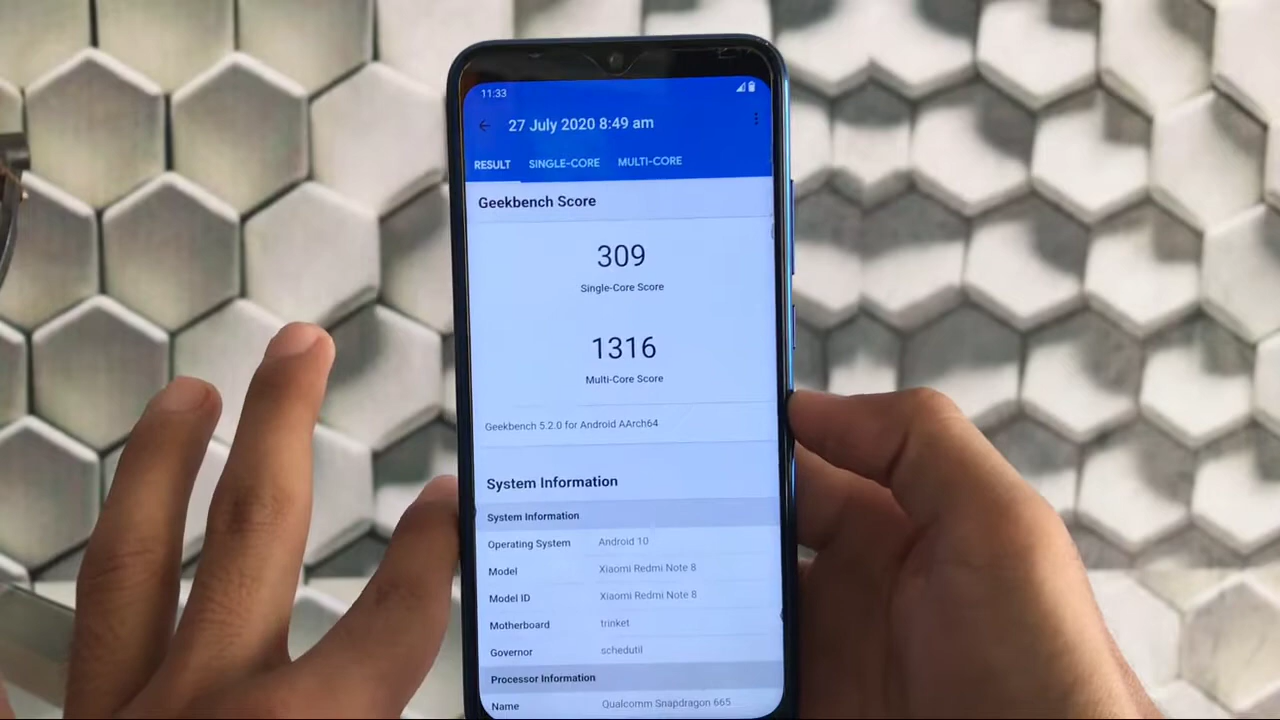 11:33
27 July 2020 8:49 am
RESULT SINGLE-CORE MULTI-CORE
Geekbench Score
309
Single-Core Score
1316
Multi-Core Score
Geekbench 5.2.0 for Android AArch64
System Information
System Information
Operating System Android 10
Model Xiaomi Redmi Note 8
Model ID Xiaomi Redmi Note 8
Motherboard trinket
Governor schedutil
Processor Information
Name Qualcomm Snapdragon 665